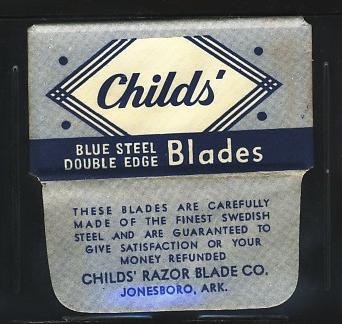 Childs'
BLUE STEEL
DOUBLE EDGE Blades
THESE BLADES ARE CAREFULLY
MADE OF THE FINEST SWEDISH
STEEL AND ARE GUARANTEED TO
GIVE SATISFACTION OR YOUR
MONEY REFUNDED
CHILDS' RAZOR BLADE CO.
JONESBORO, ARK.